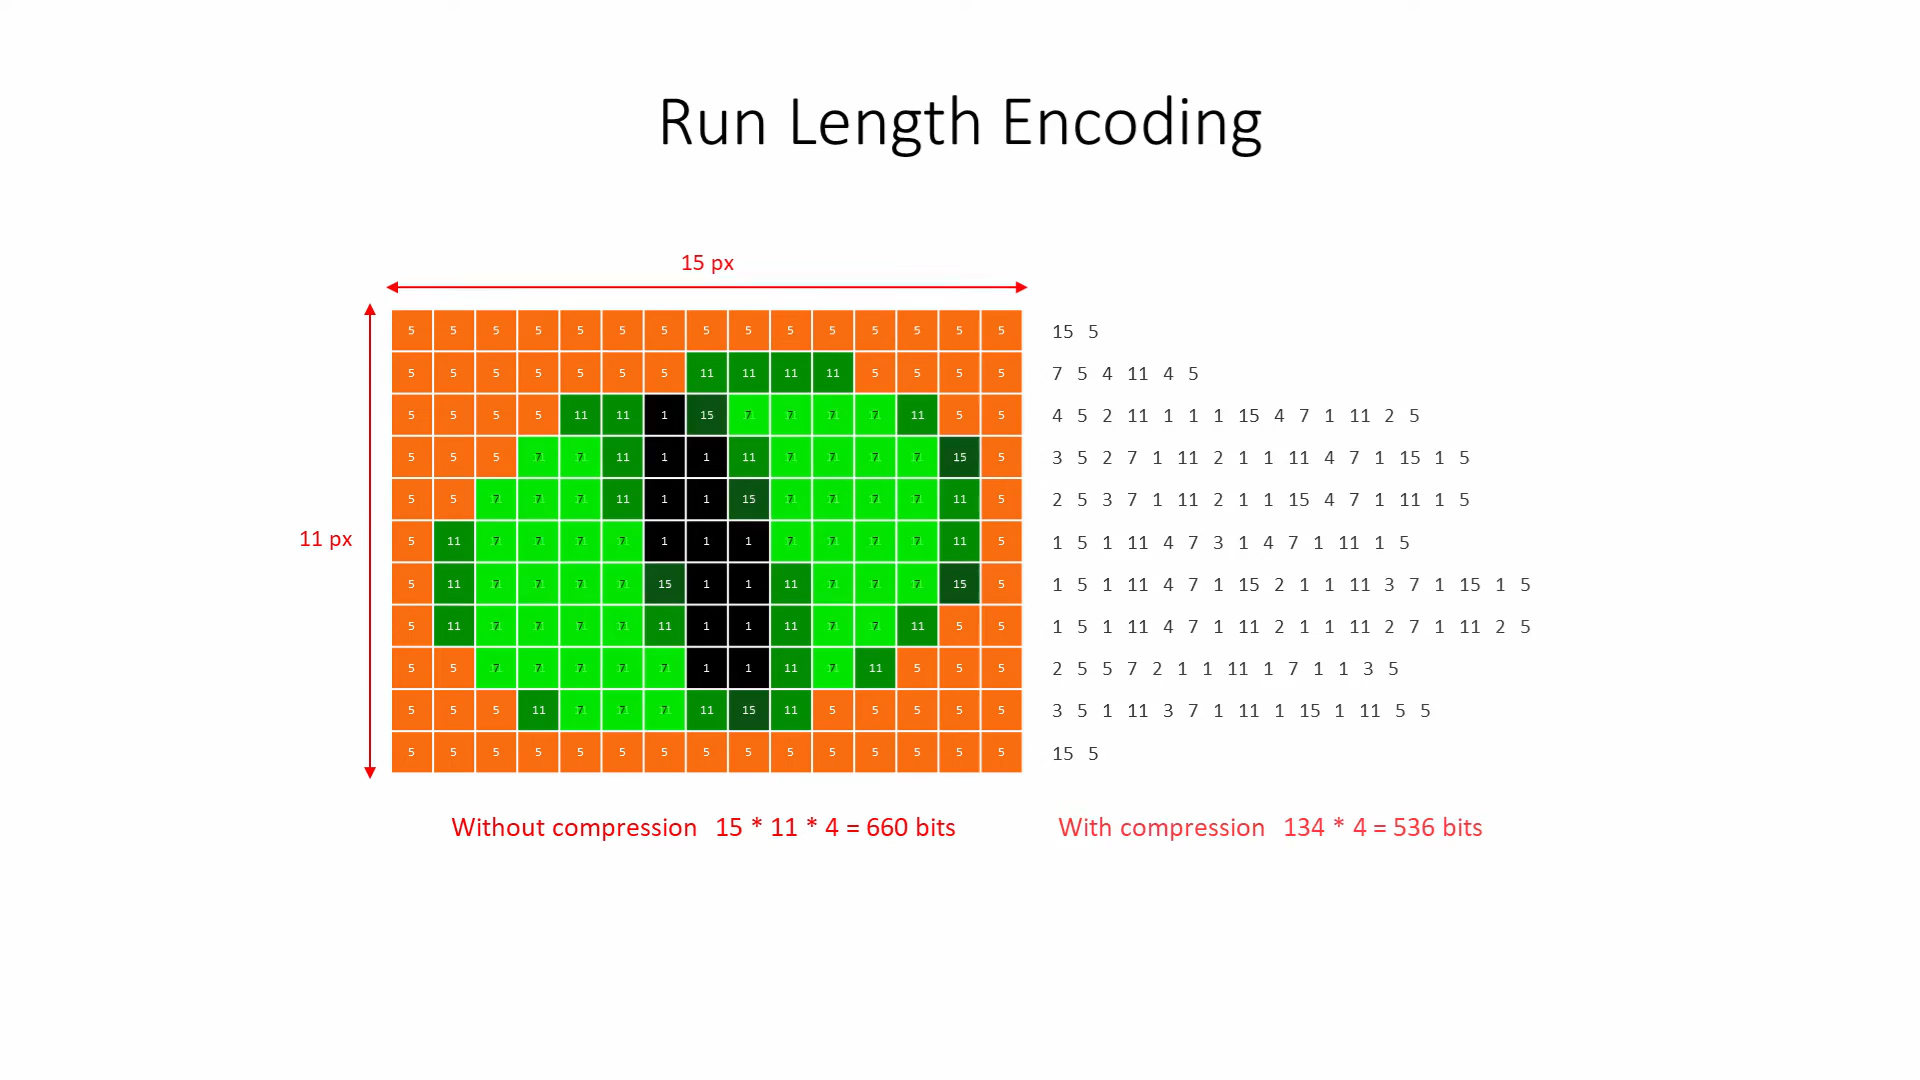 Run Length Encoding
15 px
11 px
5 5 5 5 5 5 5 5 5 5 5 5 5 5 5 15 5
5 5 5 5 5 5 5 11 11 11 11 5 5 5 5 7 5 4 11 4 5
5 5 5 5 11 11 1 15 7 7 7 7 11 5 5 4 5 2 11 1 1 1 15 4 7 1 11 2 5
5 5 5 7 7 11 1 1 11 7 7 7 7 15 5 3 5 2 7 1 11 2 1 1 11 4 7 1 15 1 5
5 5 7 7 7 11 1 1 15 7 7 7 7 11 5 2 5 3 7 1 11 2 1 1 15 4 7 1 11 1 5
5 11 7 7 7 7 1 1 1 7 7 7 7 11 5 1 5 1 11 4 7 3 1 4 7 1 11 1 5
5 11 7 7 7 7 15 1 1 11 7 7 7 15 5 1 5 1 11 4 7 1 15 2 1 1 11 3 7 1 15 1 5
5 11 7 7 7 7 11 1 1 11 7 7 11 5 5 1 5 1 11 4 7 1 11 2 1 1 11 2 7 1 11 2 5
5 5 7 7 7 7 7 1 1 11 7 11 5 5 5 2 5 5 7 2 1 1 11 1 7 1 1 3 5
5 5 5 11 7 7 7 11 15 11 5 5 5 5 5 3 5 1 11 3 7 1 11 1 15 1 11 5 5
5 5 5 5 5 5 5 5 5 5 5 5 5 5 5 15 5
Without compression 15 * 11 * 4 = 660 bits
With compression 134 * 4 = 536 bits